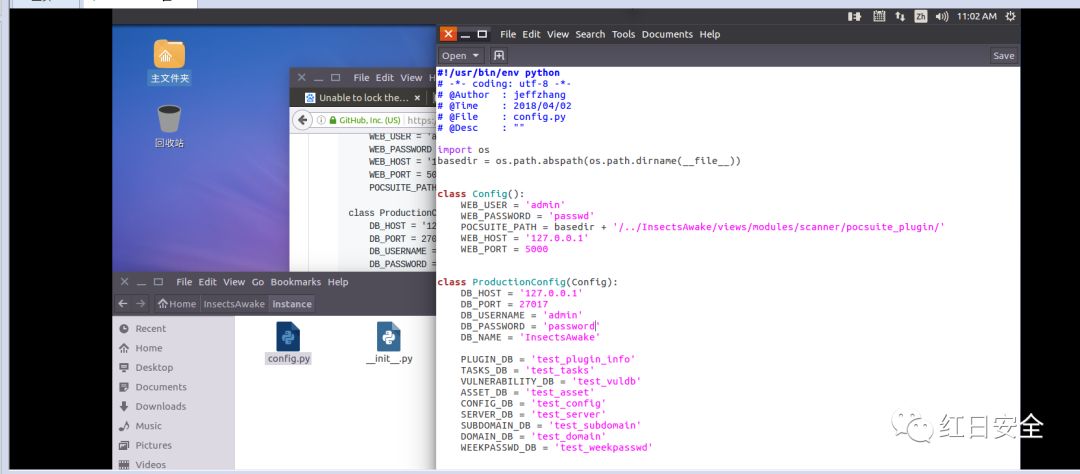 Zh 11:02 AM
File Edit View Search Tools Documents Help
Open Save
主文件夹
回收站
File Edit View H
Unable to lock the...
GitHub, Inc. (US) https:
WEB_USER = 'a
WEB_PASSWORD
WEB_HOST = '1
WEB_PORT = 50
POCSUITE_PATH
class ProductionC
DB_HOST = '12
DB_PORT = 270
DB_USERNAME =
DB_PASSWORD =
#!/usr/bin/env python
# -*- coding: utf-8 -*-
# @Author : jeffzhang
# @Time : 2018/04/02
# @File : config.py
# @Desc : ""
import os
basedir = os.path.abspath(os.path.dirname(__file__))
class Config():
WEB_USER = 'admin'
WEB_PASSWORD = 'passwd'
POCSUITE_PATH = basedir + '/../InsectsAwake/views/modules/scanner/pocsuite_plugin/'
WEB_HOST = '127.0.0.1'
WEB_PORT = 5000
class ProductionConfig(Config):
DB_HOST = '127.0.0.1'
DB_PORT = 27017
DB_USERNAME = 'admin'
DB_PASSWORD = 'password'
DB_NAME = 'InsectsAwake'
PLUGIN_DB = 'test_plugin_info'
TASKS_DB = 'test_tasks'
VULNERABILITY_DB = 'test_vuldb'
ASSET_DB = 'test_asset'
CONFIG_DB = 'test_config'
SERVER_DB = 'test_server'
SUBDOMAIN_DB = 'test_subdomain'
DOMAIN_DB = 'test_domain'
WEEKPASSWD_DB = 'test_weekpasswd'
File Edit View Go Bookmarks Help
Home InsectsAwake instance
Recent
Home
Desktop
Documents
Downloads
Music
Pictures
Videos
config.py
__init__.py
红日安全